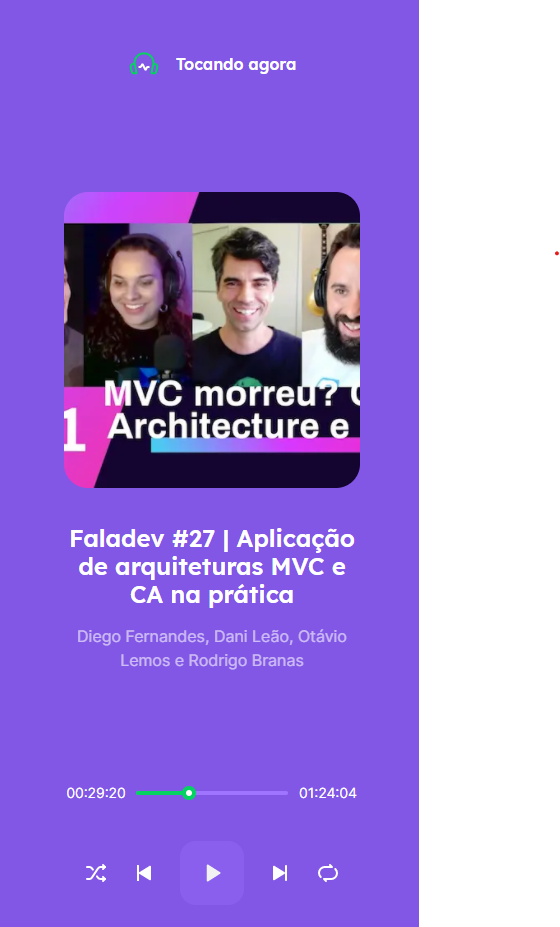 Tocando agora
MVC morreu?
1
Architecture e
Faladev #27 | Aplicação
de arquiteturas MVC e
CA na prática
Diego Fernandes, Dani Leão, Otávio
Lemos e Rodrigo Branas
00:29:20
01:24:04